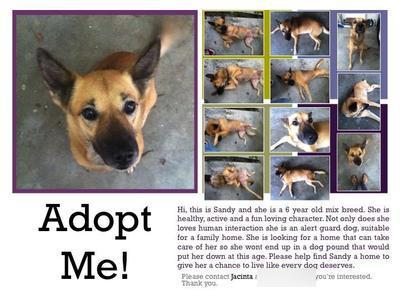 Adopt
Me!
Hi, this is Sandy and she is a 6 year old mix breed. She is
healthy, active and a fun loving character. Not only does she
loves human interaction she is an alert guard dog, suitable
for a family home. She is looking for a home that can take
care of her so she wont end up in a dog pound that would
put her down at this age. Please help find Sandy a home to
give her a chance to live like every dog deserves.
Please contact Jacinta a you're interested.
Thank you.